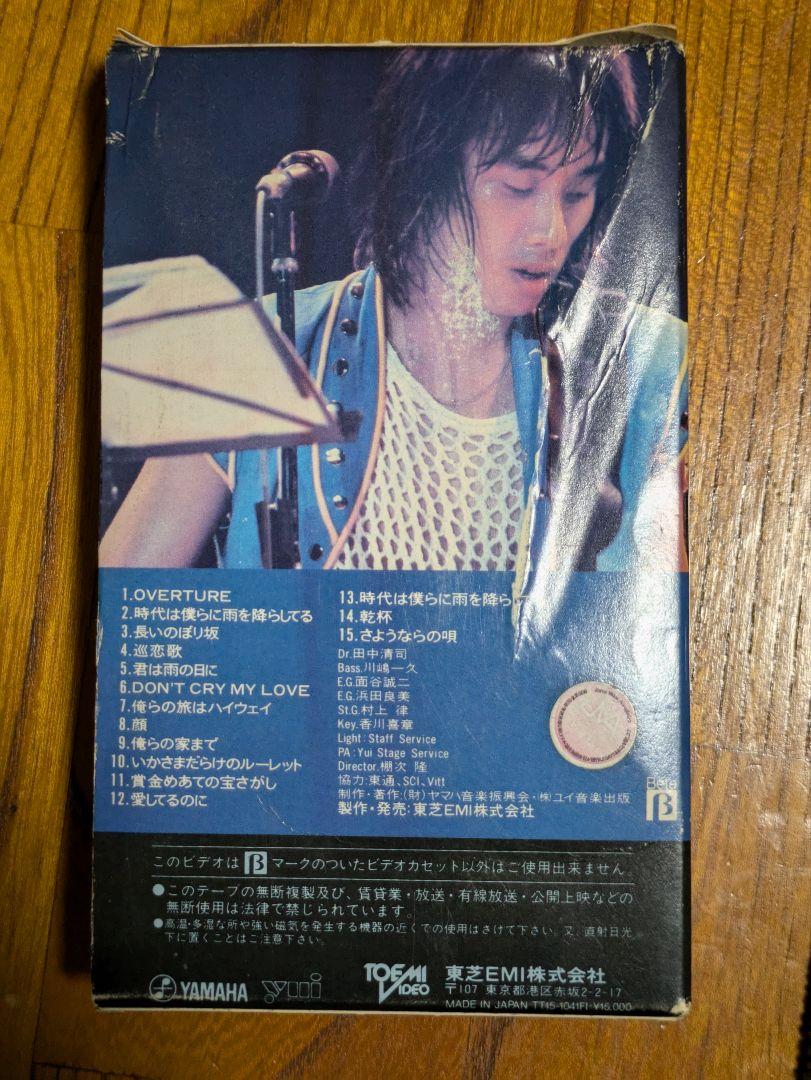 1.OVERTURE
2.時代は僕らに雨を降らしてる
3.長いのぼり坂
4.巡恋歌
5.君は雨の日に
6.DON'T CRY MY LOVE
7.俺らの旅はハイウェイ
8.顔
9.俺らの家まで
10.いかさまだらけのルーレット
11.賞金めあての宝さがし
12.愛してるのに
13.時代は僕らに雨を降らし
14.乾杯
15.さようならの唄
Dr.田中清司
Bass.川嶋一久
E.G.面谷誠二
E.G.浜田良美
St.G.村上 律
Key.香川喜章
Light:Staff Service
PA:Yui Stage Service
Director.棚次 隆
協力:東通、SCI、Vitt
制作・著作:(財)ヤマハ音楽振興会・㈱ユイ音楽出版
製作・発売:東芝EMI株式会社
Beta
β
このビデオはβマークのついたビデオカセット以外はご使用出来ません。
●このテープの無断複製及び、賃貸業・放送・有線放送・公開上映などの
無断使用は法律で禁じられています。
●高温・多湿な所や強い磁気を発生する機器の近くでの使用はさけて下さい。又、直射日光
下に置くことはご注意下さい。
YAMAHA
yui
TOEMI VIDEO
東芝EMI株式会社
〒107 東京都港区赤坂2-2-17
MADE IN JAPAN TT15-1041FI ¥16,000